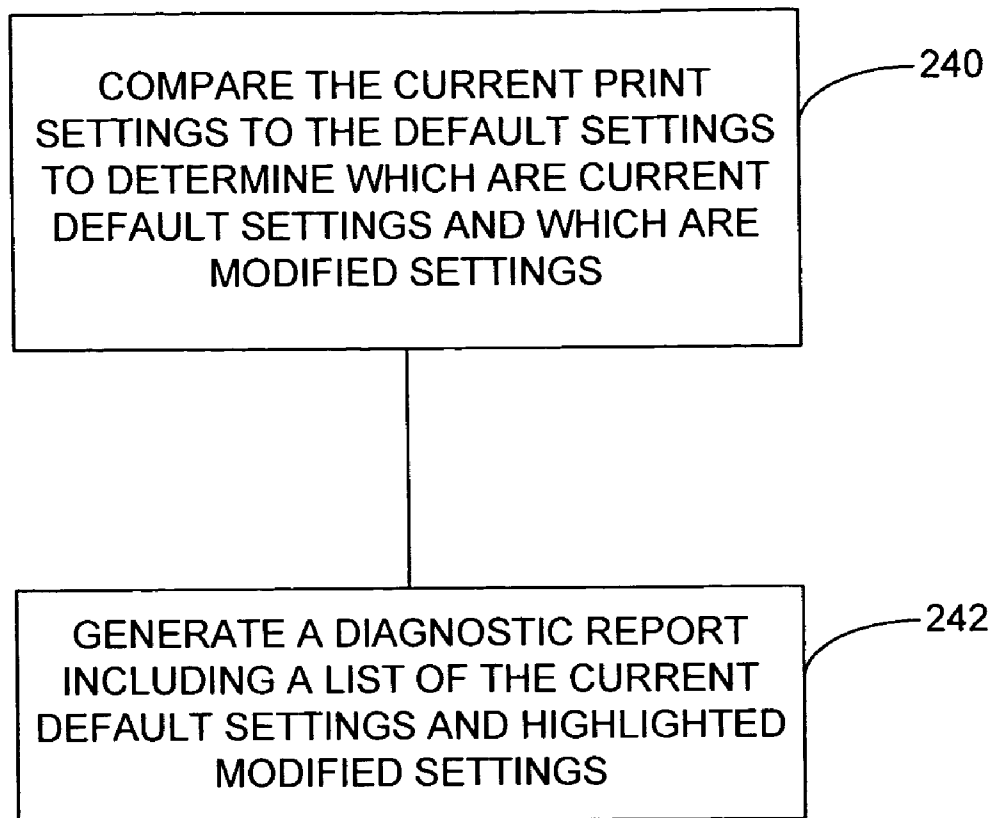 COMPARE THE CURRENT PRINT
SETTINGS TO THE DEFAULT SETTINGS
TO DETERMINE WHICH ARE CURRENT
DEFAULT SETTINGS AND WHICH ARE
MODIFIED SETTINGS
240
GENERATE A DIAGNOSTIC REPORT
INCLUDING A LIST OF THE CURRENT
DEFAULT SETTINGS AND HIGHLIGHTED
MODIFIED SETTINGS
242